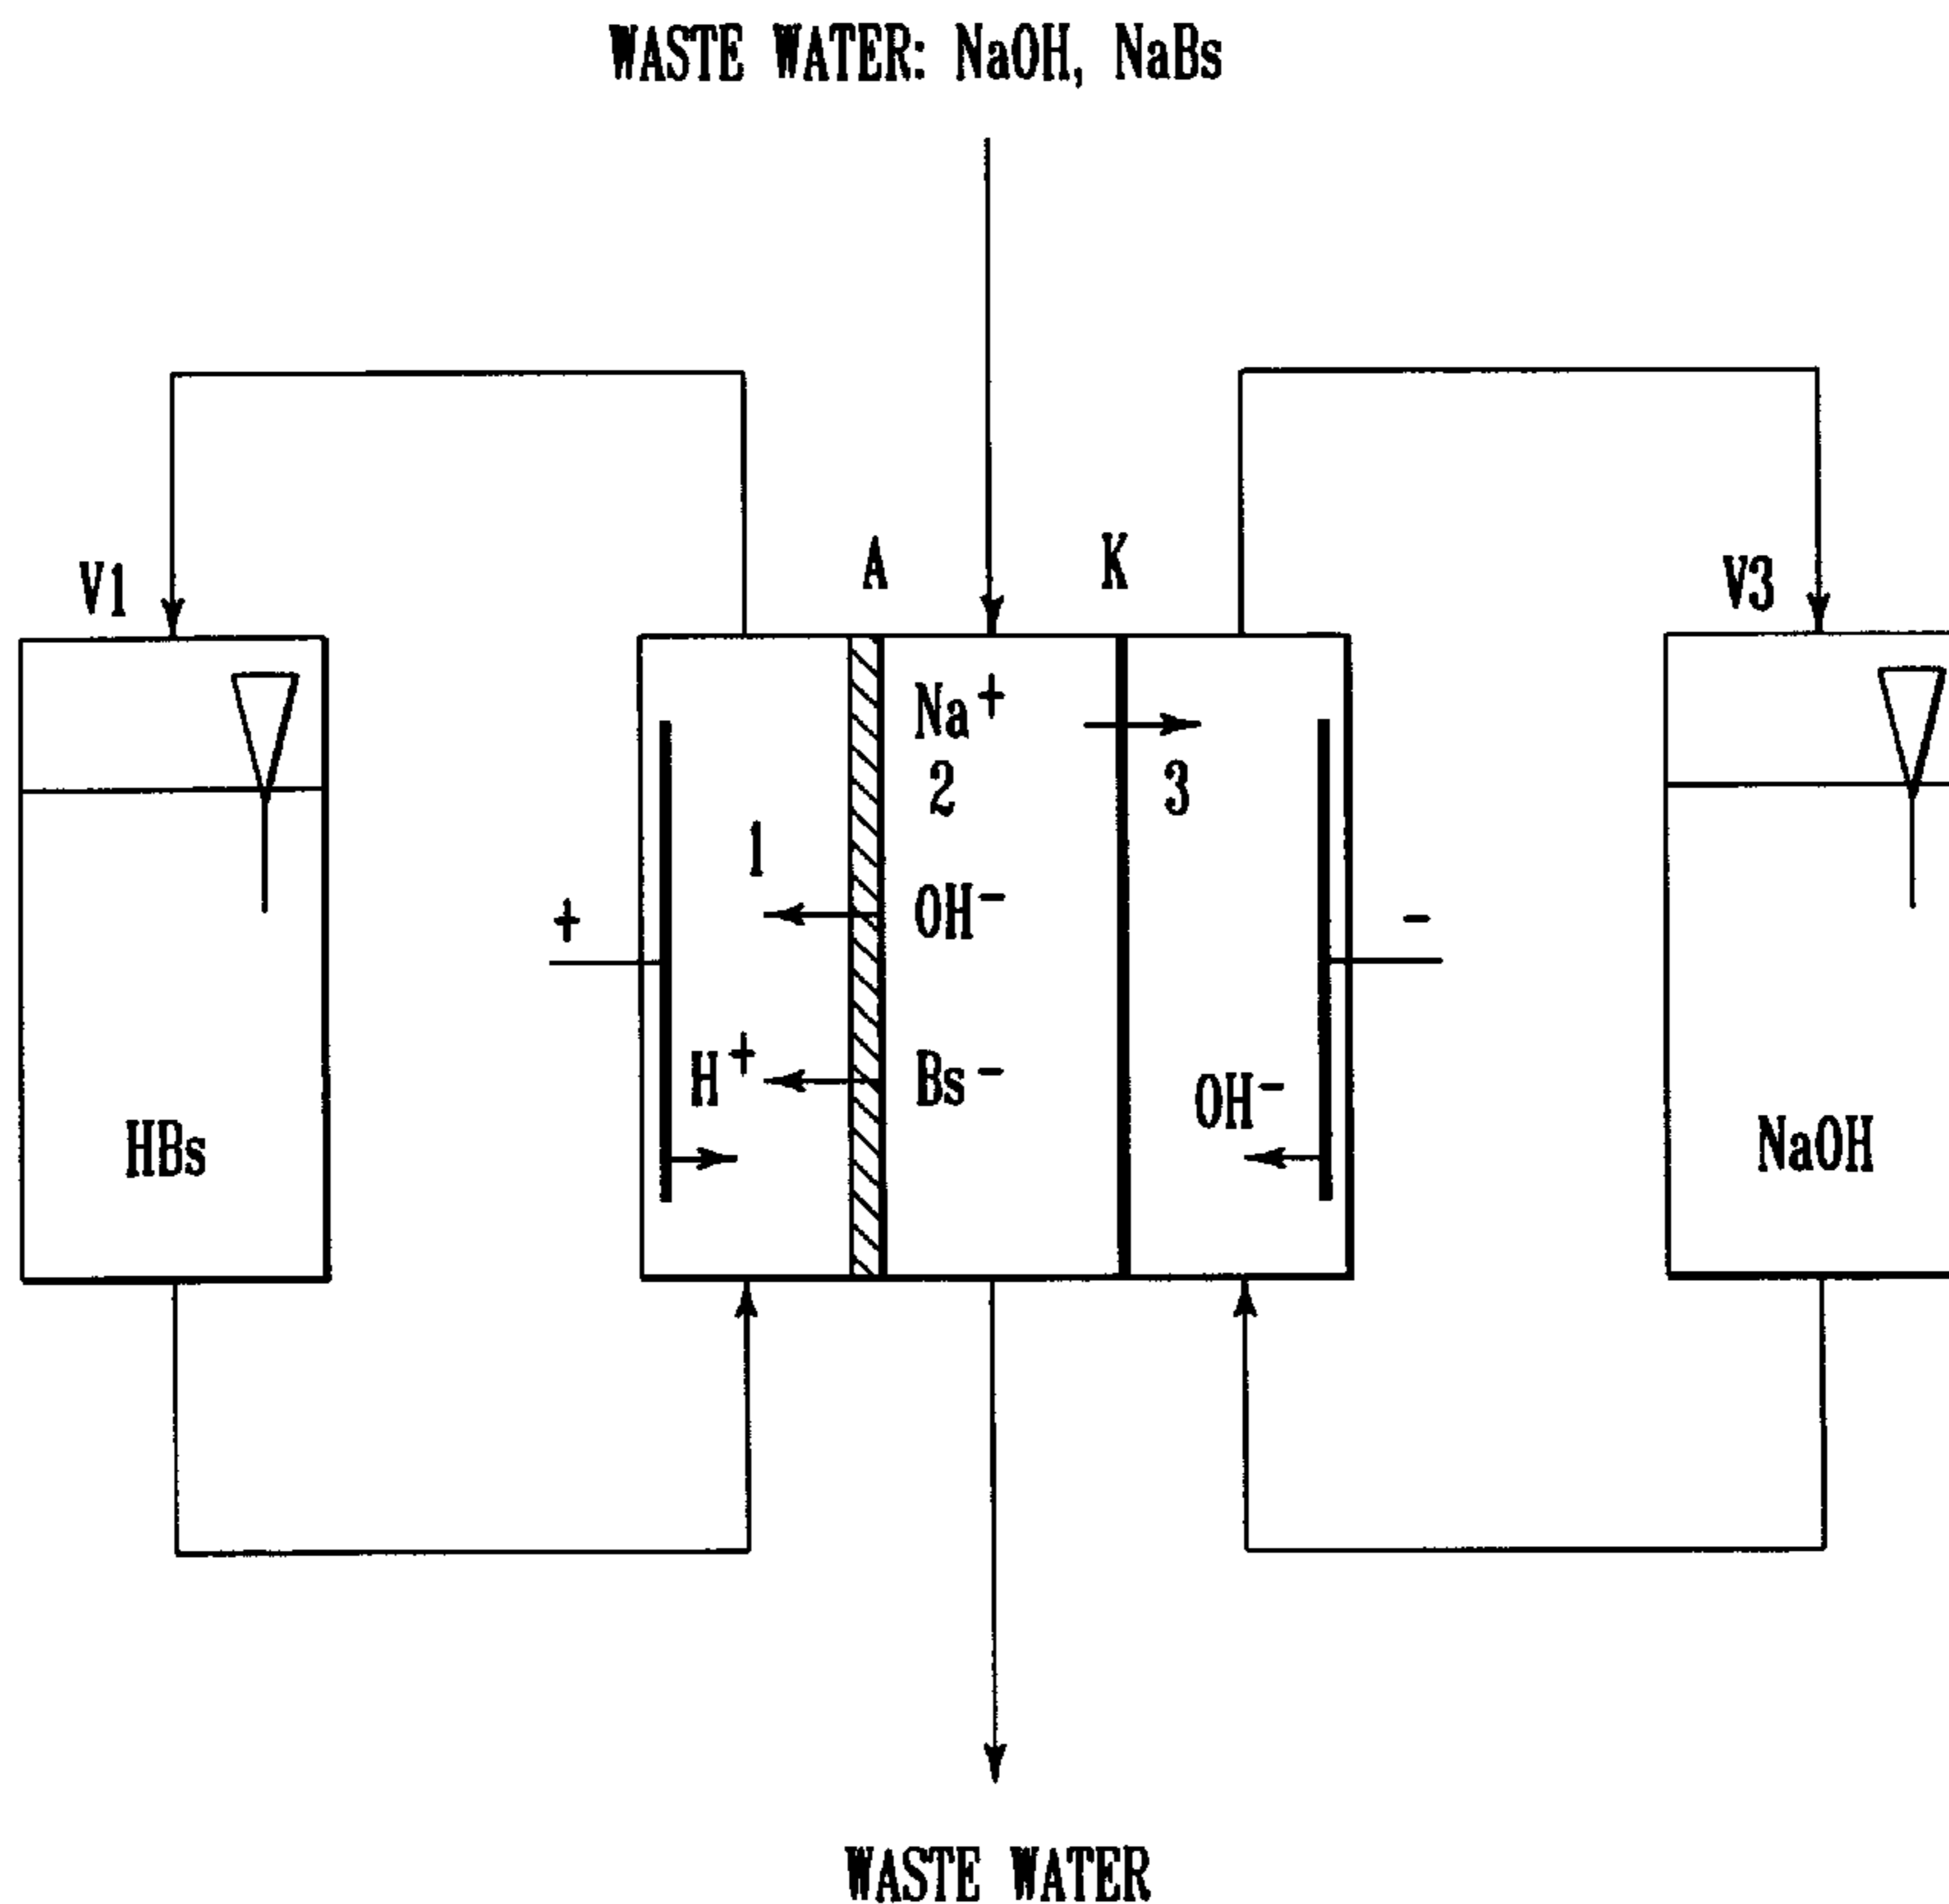 WASTE WATER: NaOH, NaBs
A
K
V1
V3
Na+
2
3
1
OH-
+
-
H+
Bs-
OH-
HBs
NaOH
WASTE WATER